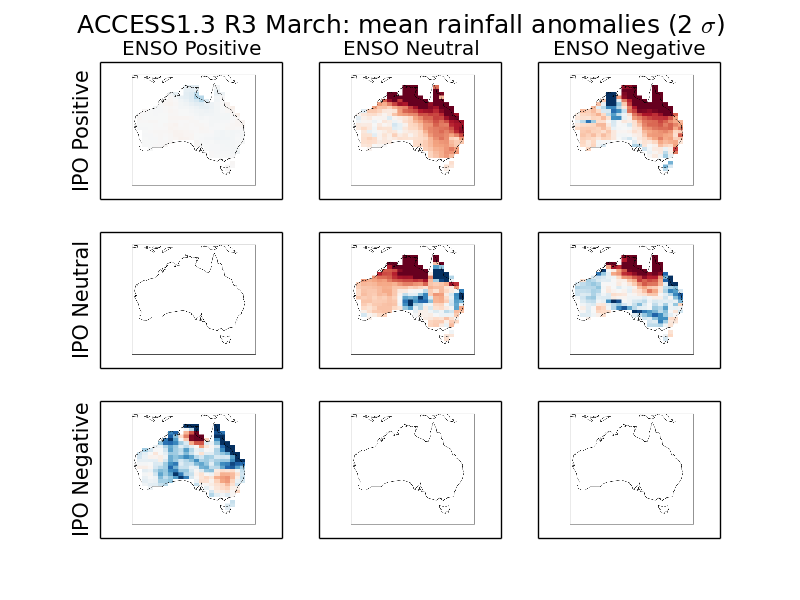 ACCESS1.3 R3 March: mean rainfall anomalies (2 σ)
ENSO Positive
ENSO Neutral
ENSO Negative
IPO Positive
IPO Neutral
IPO Negative